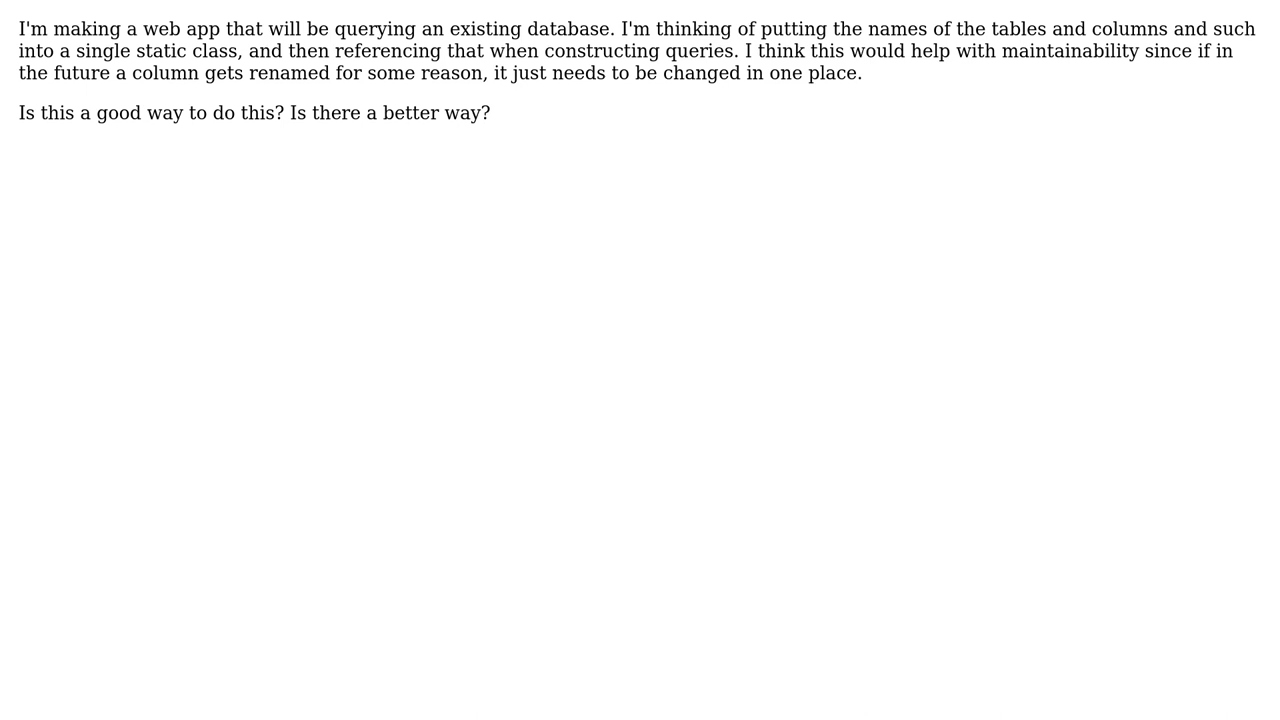 I'm making a web app that will be querying an existing database. I'm thinking of putting the names of the tables and columns and such
into a single static class, and then referencing that when constructing queries. I think this would help with maintainability since if in
the future a column gets renamed for some reason, it just needs to be changed in one place.
Is this a good way to do this? Is there a better way?